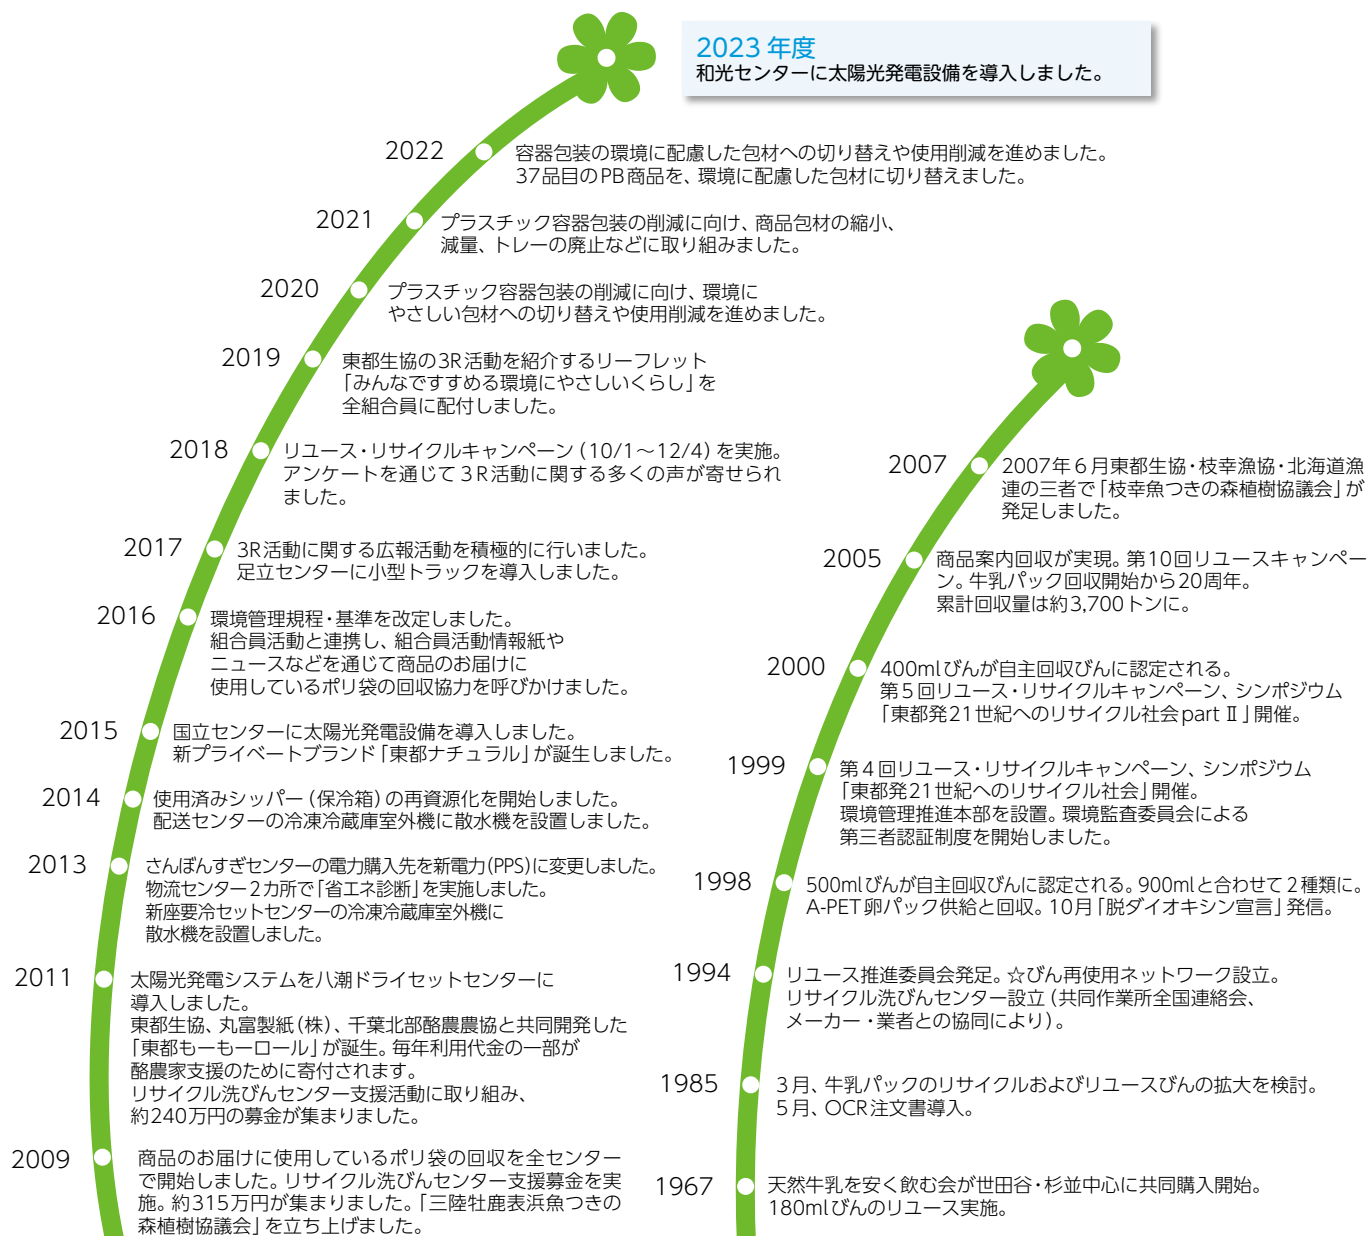 2023年度
和光センターに太陽光発電設備を導入しました。
2022
容器包装の環境に配慮した包材への切り替えや使用削減を進めました。
37品目のPB商品を、環境に配慮した包材に切り替えました。
2021
プラスチック容器包装の削減に向け、商品包材の縮小、
減量、トレーの廃止などに取り組みました。
2020
プラスチック容器包装の削減に向け、環境に
やさしい包材への切り替えや使用削減を進めました。
2019
東都生協の3R活動を紹介するリーフレット
「みんなですすめる環境にやさしいくらし」を
全組合員に配付しました。
2018
リユース・リサイクルキャンペーン（10/1～12/4）を実施。
アンケートを通じて3R活動に関する多くの声が寄せられ
ました。
2017
3R活動に関する広報活動を積極的に行いました。
足立センターに小型トラックを導入しました。
2016
環境管理規程・基準を改定しました。
組合員活動と連携し、組合員活動情報紙や
ニュースなどを通じて商品のお届けに
使用しているポリ袋の回収協力を呼びかけました。
2015
国立センターに太陽光発電設備を導入しました。
新プライベートブランド「東都ナチュラル」が誕生しました。
2014
使用済みシッパー（保冷箱）の再資源化を開始しました。
配送センターの冷凍冷蔵庫室外機に散水機を設置しました。
2013
さんぼんすぎセンターの電力購入先を新電力(PPS)に変更しました。
物流センター2カ所で「省エネ診断」を実施しました。
新座要冷セットセンターの冷凍冷蔵庫室外機に
散水機を設置しました。
2011
太陽光発電システムを八潮ドライセットセンターに
導入しました。
東都生協、丸富製紙(株)、千葉北部酪農農協と共同開発した
「東都もーもーロール」が誕生。毎年利用代金の一部が
酪農家支援のために寄付されます。
リサイクル洗びんセンター支援活動に取り組み、
約240万円の募金が集まりました。
2009
商品のお届けに使用しているポリ袋の回収を全センター
で開始しました。リサイクル洗びんセンター支援募金を実
施。約315万円が集まりました。「三陸牡鹿表浜魚つきの
森植樹協議会」を立ち上げました。
2007
2007年6月東都生協・枝幸漁協・北海道漁
連の三者で「枝幸魚つきの森植樹協議会」が
発足しました。
2005
商品案内回収が実現。第10回リユースキャンペー
ン。牛乳パック回収開始から20周年。
累計回収量は約3,700トンに。
2000
400mlびんが自主回収びんに認定される。
第5回リユース・リサイクルキャンペーン、シンポジウム
「東都発21世紀へのリサイクル社会part Ⅱ」開催。
1999
第4回リユース・リサイクルキャンペーン、シンポジウム
「東都発21世紀へのリサイクル社会」開催。
環境管理推進本部を設置。環境監査委員会による
第三者認証制度を開始しました。
1998
500mlびんが自主回収びんに認定される。900mlと合わせて2種類に。
A-PET卵パック供給と回収。10月「脱ダイオキシン宣言」発信。
1994
リユース推進委員会発足。☆びん再使用ネットワーク設立。
リサイクル洗びんセンター設立（共同作業所全国連絡会、
メーカー・業者との協同により）。
1985
3月、牛乳パックのリサイクルおよびリユースびんの拡大を検討。
5月、OCR注文書導入。
1967
天然牛乳を安く飲む会が世田谷・杉並中心に共同購入開始。
180mlびんのリユース実施。